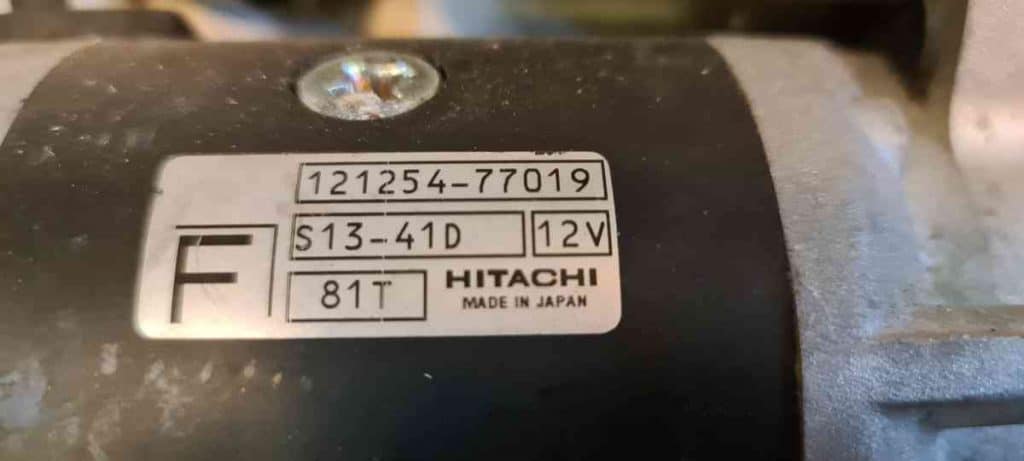 121254-77019
S13-41D 12V
F
81T HITACHI
MADE IN JAPAN